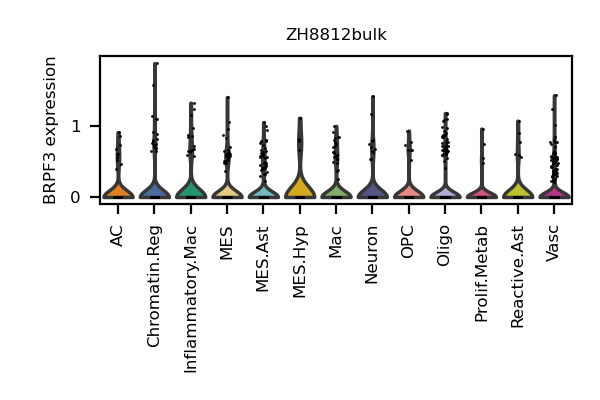 ZH8812bulk
BRPF3 expression
1
0
AC
Chromatin.Reg
Inflammatory.Mac
MES
MES.Ast
MES.Hyp
Mac
Neuron
OPC
Oligo
Prolif.Metab
Reactive.Ast
Vasc